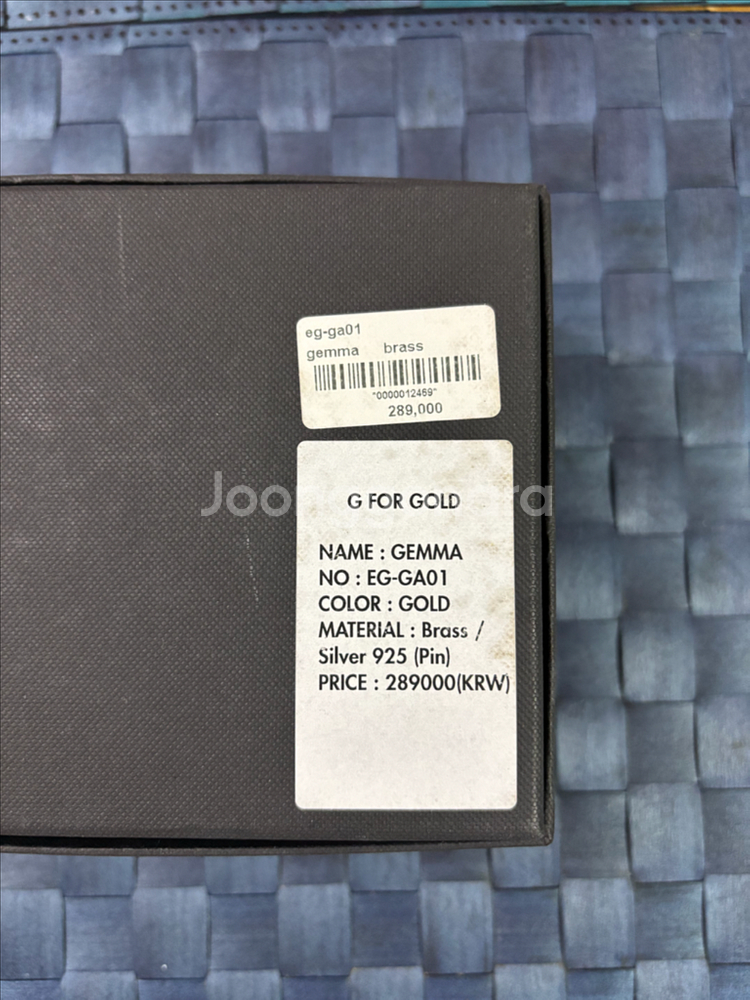 eg-ga01
gemma brass
"0000012469"
289,000
G FOR GOLD
NAME : GEMMA
NO : EG-GA01
COLOR : GOLD
MATERIAL : Brass /
Silver 925 (Pin)
PRICE : 289000(KRW)